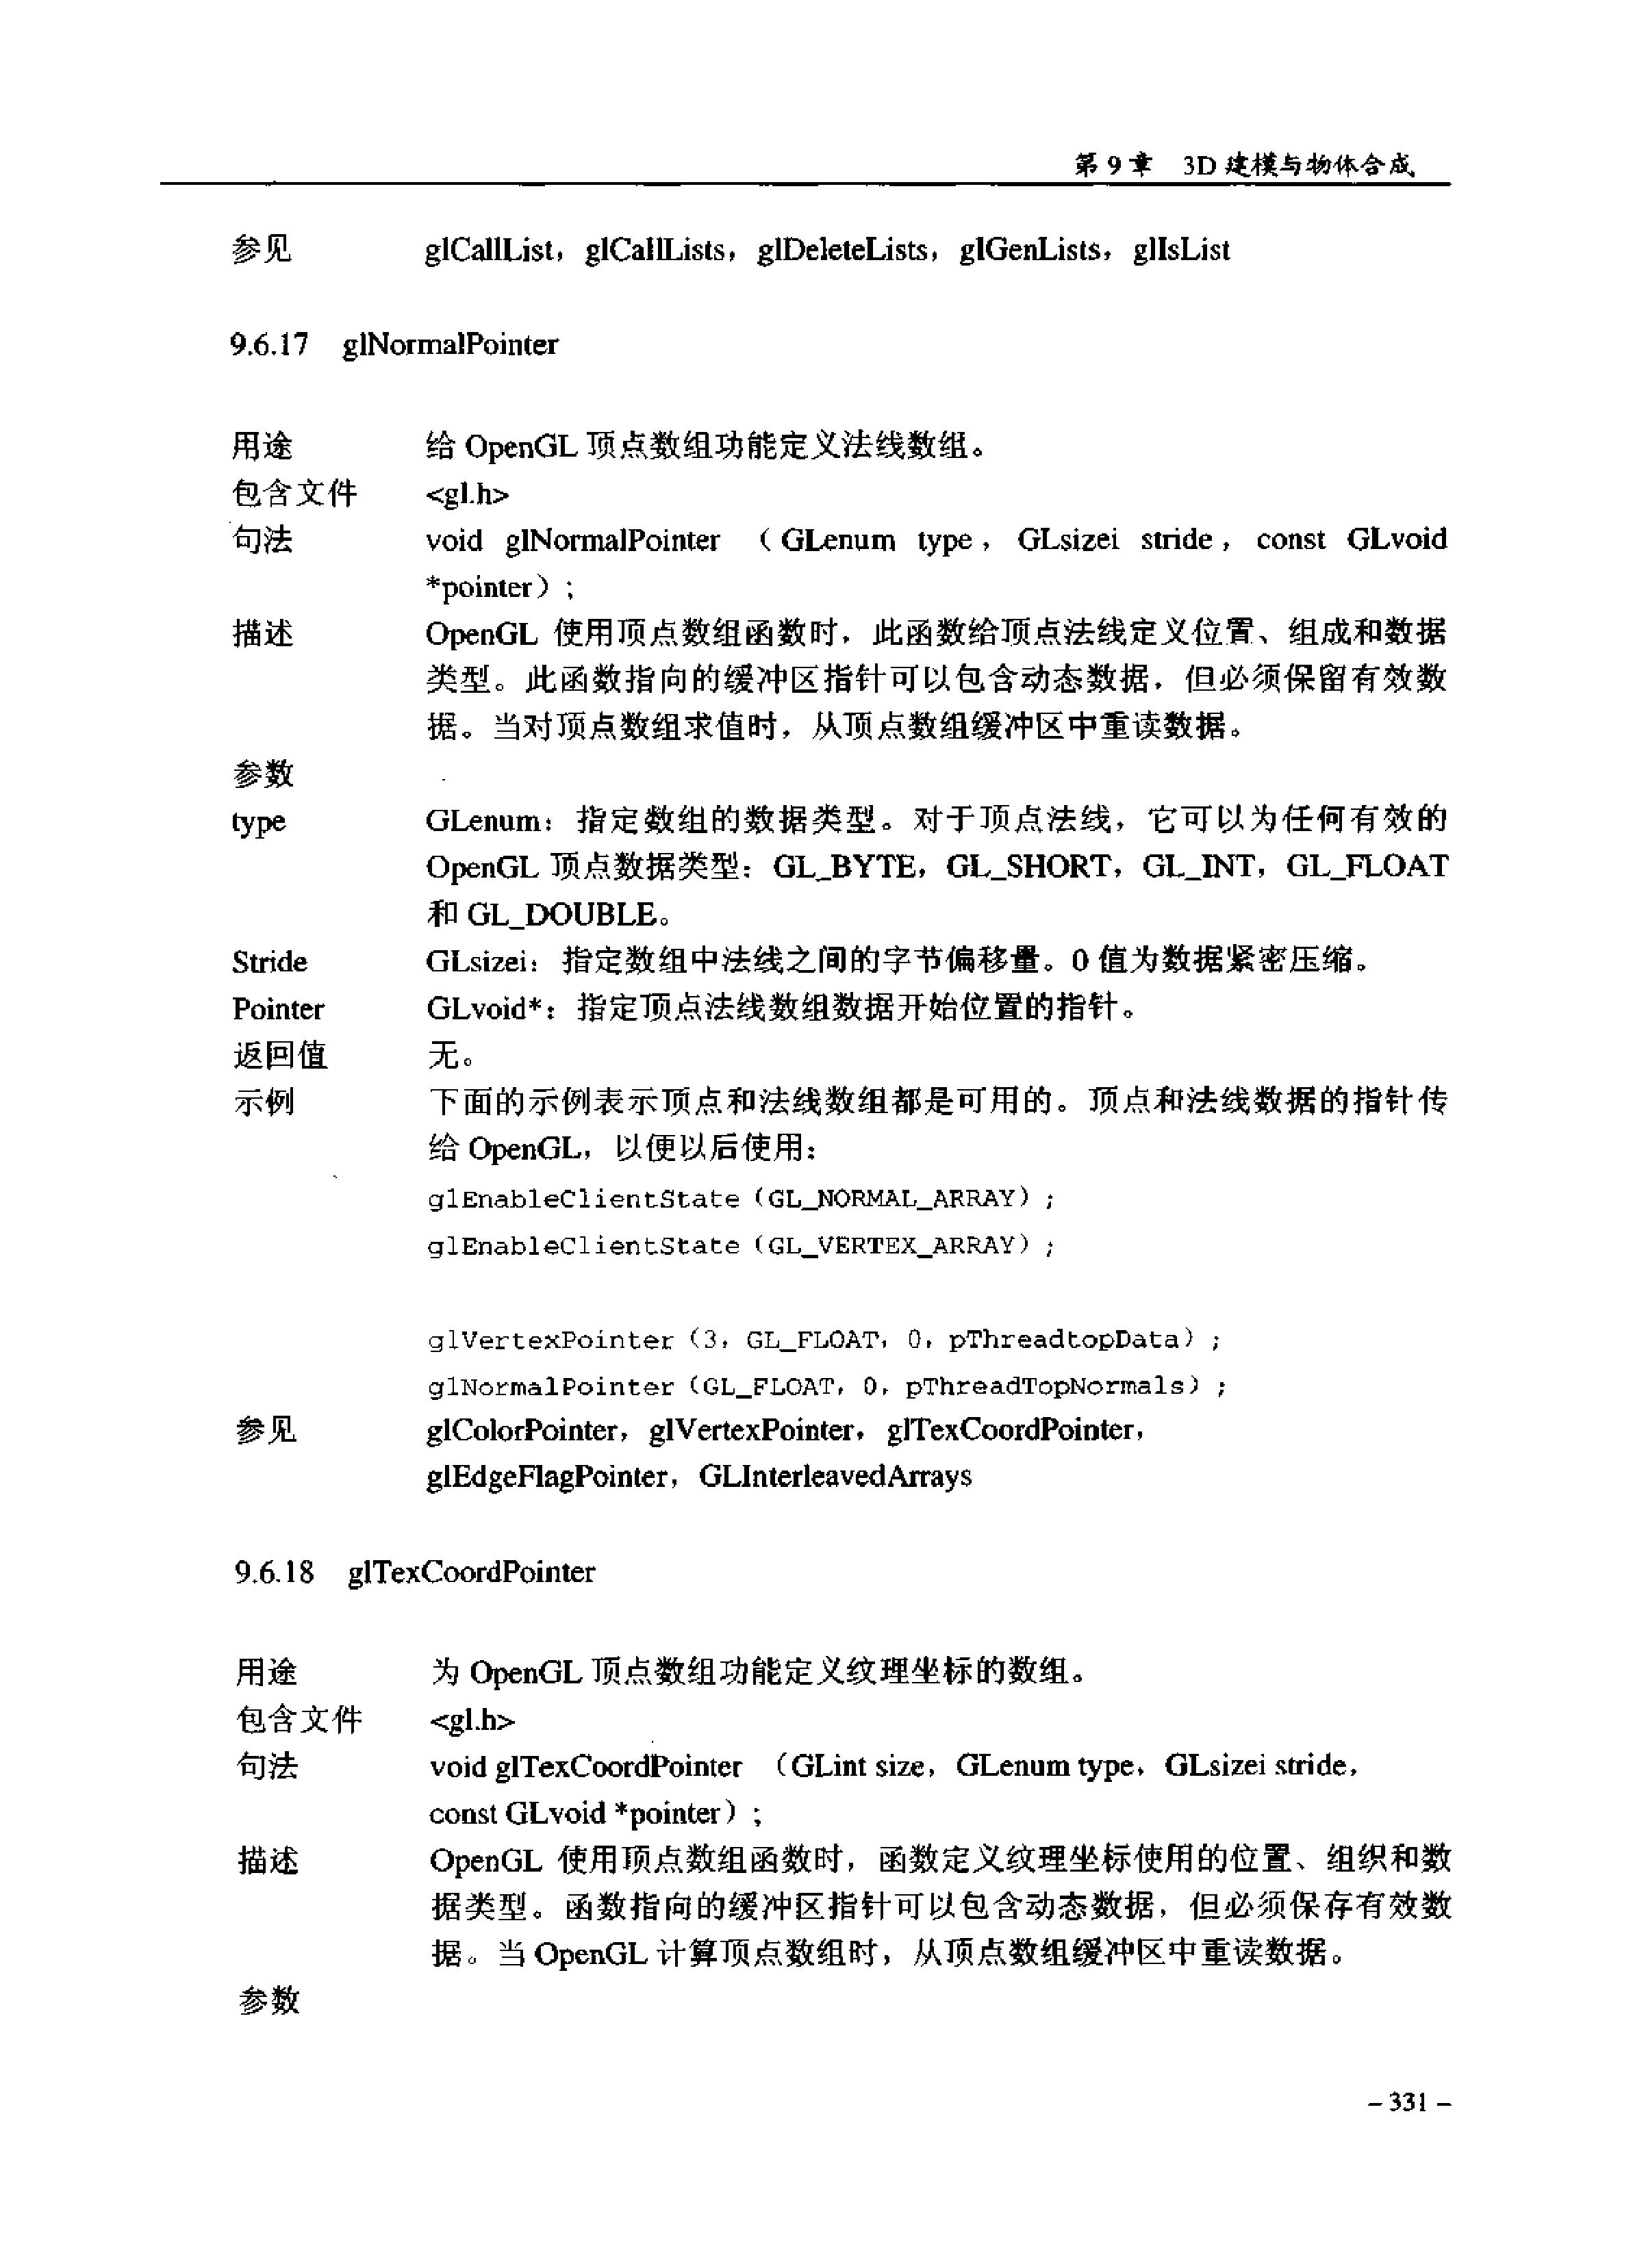 第 9 章 3D 建模与物体合成
参见 glCallList，glCallLists，glDeleteLists，glGenLists，glIsList
9.6.17 glNormalPointer
用途 给 OpenGL 顶点数组功能定义法线数组。
包含文件 <gl.h>
句法 void glNormalPointer （GLenum type，GLsizei stride，const GLvoid
*pointer）;
描述 OpenGL 使用顶点数组函数时，此函数给顶点法线定义位置、组成和数据
类型。此函数指向的缓冲区指针可以包含动态数据，但必须保留有效数
据。当对顶点数组求值时，从顶点数组缓冲区中重读数据。
参数
type GLenum：指定数组的数据类型。对于顶点法线，它可以为任何有效的
OpenGL 顶点数据类型：GL_BYTE，GL_SHORT，GL_INT，GL_FLOAT
和 GL_DOUBLE。
Stride GLsizei：指定数组中法线之间的字节偏移量。0 值为数据紧密压缩。
Pointer GLvoid*：指定顶点法线数组数据开始位置的指针。
返回值 无。
示例 下面的示例表示顶点和法线数组都是可用的。顶点和法线数据的指针传
给 OpenGL，以便以后使用：
glEnableClientState（GL_NORMAL_ARRAY）;
glEnableClientState（GL_VERTEX_ARRAY）;
glVertexPointer（3，GL_FLOAT，0，pThreadtopData）;
glNormalPointer（GL_FLOAT，0，pThreadTopNormals）;
参见 glColorPointer，glVertexPointer，glTexCoordPointer，
glEdgeFlagPointer，GLInterleavedArrays
9.6.18 glTexCoordPointer
用途 为 OpenGL 顶点数组功能定义纹理坐标的数组。
包含文件 <gl.h>
句法 void glTexCoordPointer （GLint size，GLenum type，GLsizei stride，
const GLvoid *pointer）;
描述 OpenGL 使用顶点数组函数时，函数定义纹理坐标使用的位置、组织和数
据类型。函数指向的缓冲区指针可以包含动态数据，但必须保存有效数
据。当 OpenGL 计算顶点数组时，从顶点数组缓冲区中重读数据。
参数
- 331 -